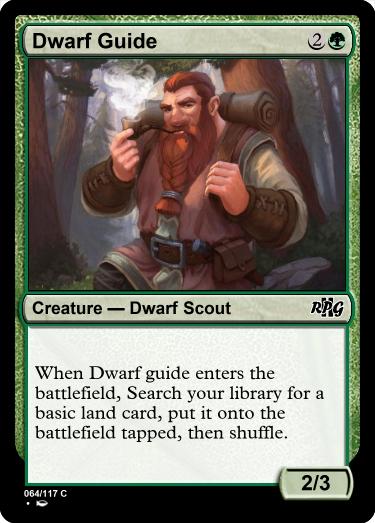 Dwarf Guide 2
Creature — Dwarf Scout RPG
When Dwarf guide enters the
battlefield, Search your library for a
basic land card, put it onto the
battlefield tapped, then shuffle.
2/3
064/117 C